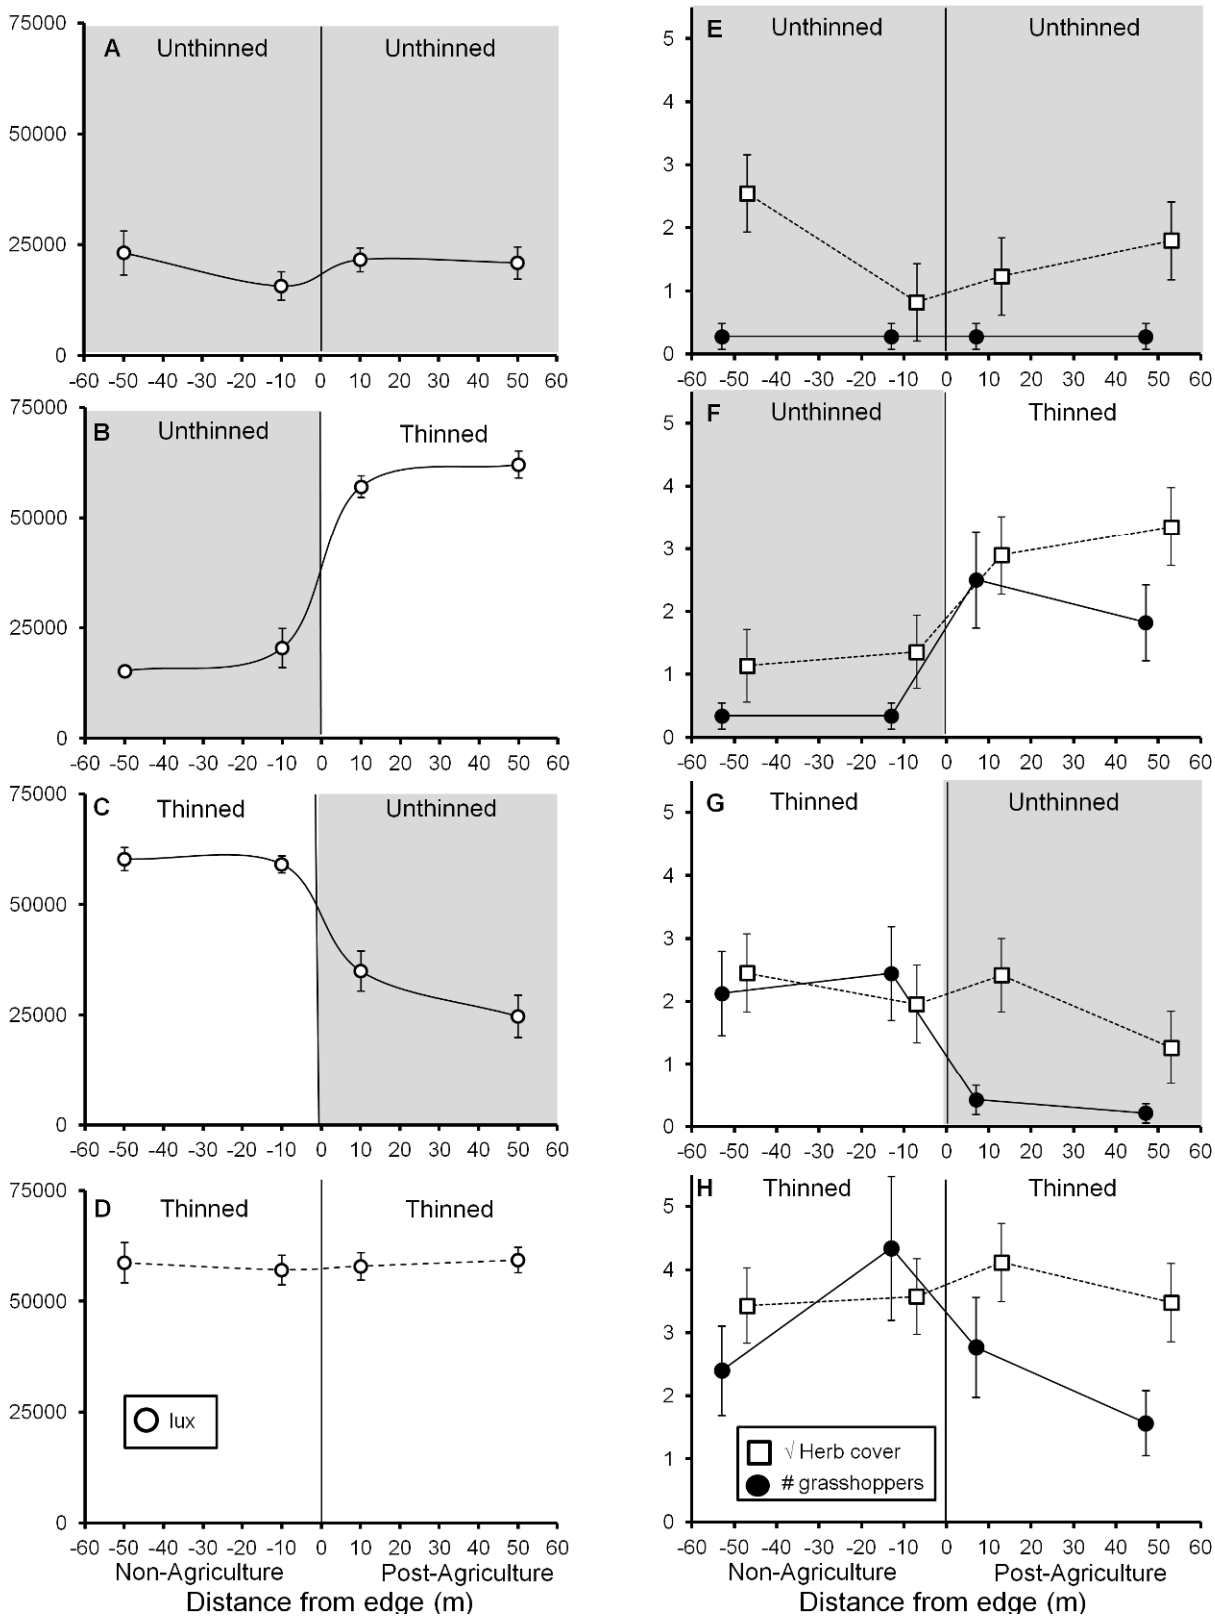 75000
A Unthinned Unthinned
50000
25000
0
-60 -50 -40 -30 -20 -10 0 10 20 30 40 50 60
75000
B Unthinned Thinned
50000
25000
0
-60 -50 -40 -30 -20 -10 0 10 20 30 40 50 60
75000
C Thinned Unthinned
50000
25000
0
-60 -50 -40 -30 -20 -10 0 10 20 30 40 50 60
75000
D Thinned Thinned
50000
25000
lux
0
-60 -50 -40 -30 -20 -10 0 10 20 30 40 50 60
Non-Agriculture Post-Agriculture
Distance from edge (m)
E Unthinned Unthinned
5
4
3
2
1
0
-60 -50 -40 -30 -20 -10 0 10 20 30 40 50 60
F Unthinned Thinned
5
4
3
2
1
0
-60 -50 -40 -30 -20 -10 0 10 20 30 40 50 60
G Thinned Unthinned
5
4
3
2
1
0
-60 -50 -40 -30 -20 -10 0 10 20 30 40 50 60
H Thinned Thinned
5
4
3
2
1
√ Herb cover
# grasshoppers
0
-60 -50 -40 -30 -20 -10 0 10 20 30 40 50 60
Non-Agriculture Post-Agriculture
Distance from edge (m)